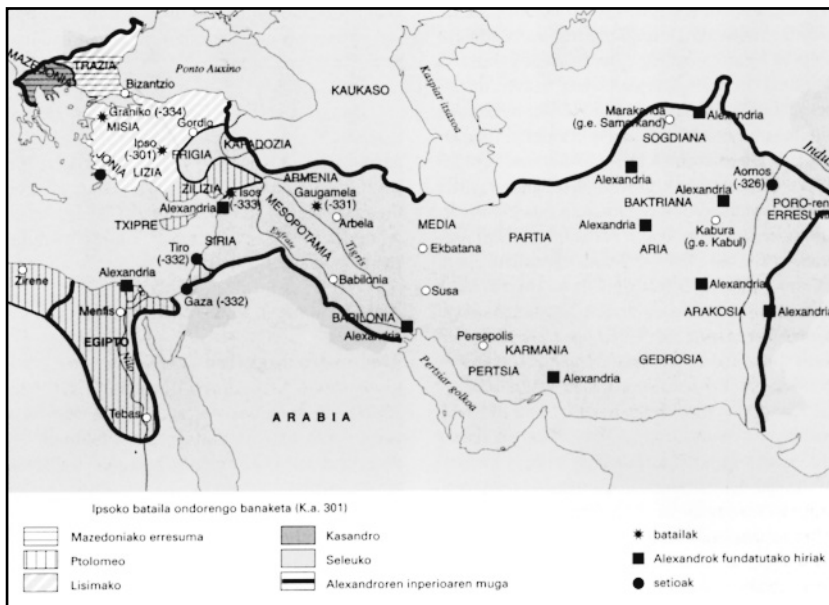 MAZEDONIA
TRAZIA
Bizantzio
Ponto Auxino
KAUKASO
Kaspiar itsasoa
Marakanda
(g.e. Samarkand)
Alexandria
SOGDIANA
Graniko (-334)
MISIA
Gordio
Ipso
(-301)
FRIGIA
KAPADOZIA
JONIA
LIZIA
ZILIZIA
ARMENIA
Isos
(-333)
Gaugamela
(-331)
Alexandria
Arbela
TXIPRE
MESOPOTAMIA
SIRIA
Eufrates
Tigris
MEDIA
Ekbatana
PARTIA
Alexandria
BAKTRIANA
Alexandria
Aornos
(-326)
Indus
PORO-ren
ERRESUMA
Alexandria
ARIA
Kabura
(g.e. Kabul)
Tiro
(-332)
Zirene
Alexandria
Gaza (-332)
Babilonia
Susa
Alexandria
ARAKOSIA
Alexandria
Menfis
EGIPTO
Nilo
BABILONIA
Alexandria
Persepolis
KARMANIA
PERTSIA
GEDROSIA
Alexandria
Pertsiar golkoa
Tebas
ARABIA
Ipsoko bataila ondorengo banaketa (K.a. 301)
Mazedoniako erresuma
Kasandro
batailak
Ptolomeo
Seleuko
Alexandrok fundatutako hiriak
Lisimako
Alexandroren inperioaren muga
setioak